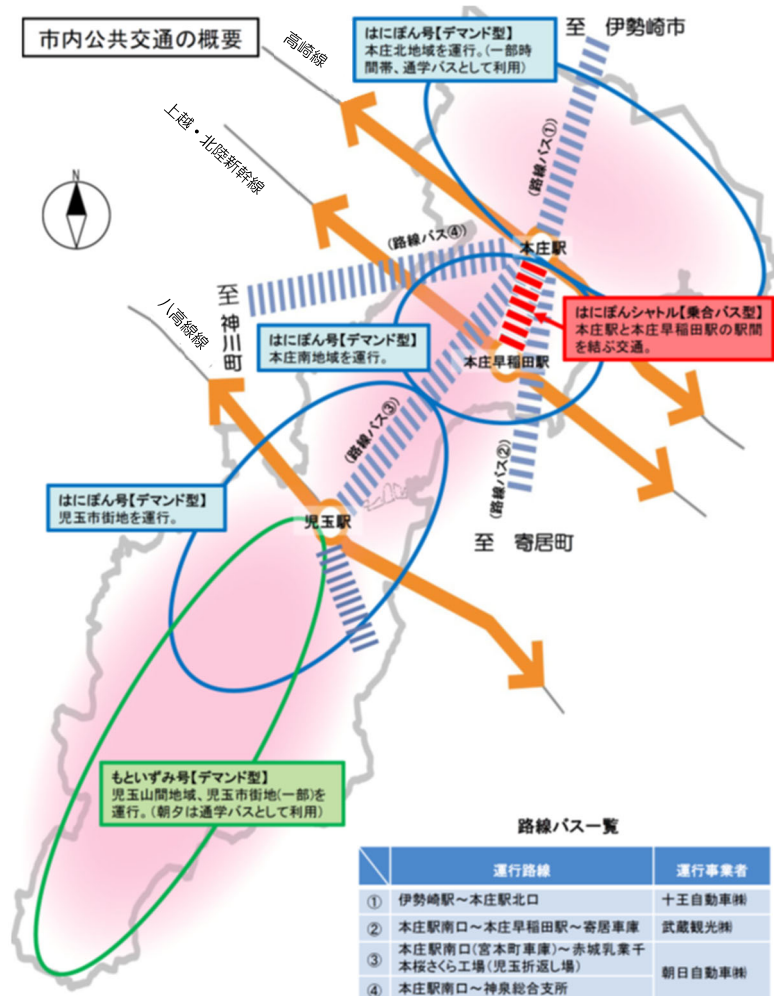 市内公共交通の概要
はにぽん号【デマンド型】
本庄北地域を運行。(一部時
間帯、通学バスとして利用)
至 伊勢崎市
高崎線
上越・北陸新幹線
N
(路線バス①)
(路線バス④)
本庄駅
至 神川町
八高線線
はにぽんシャトル【乗合バス型】
本庄駅と本庄早稲田駅の駅間
を結ぶ交通。
はにぽん号【デマンド型】
本庄南地域を運行。
本庄早稲田駅
(路線バス③)
(路線バス②)
はにぽん号【デマンド型】
児玉市街地を運行。
児玉駅
至 寄居町
もといずみ号【デマンド型】
児玉山間地域、児玉市街地(一部)を
運行。(朝夕は通学バスとして利用)
路線バス一覧
運行路線 運行事業者
① 伊勢崎駅～本庄駅北口 十王自動車㈱
② 本庄駅南口～本庄早稲田駅～寄居車庫 武蔵観光㈱
③ 本庄駅南口(宮本町車庫)～赤城乳業千
本桜さくら工場(児玉折返し場)
朝日自動車㈱
④ 本庄駅南口～神泉総合支所